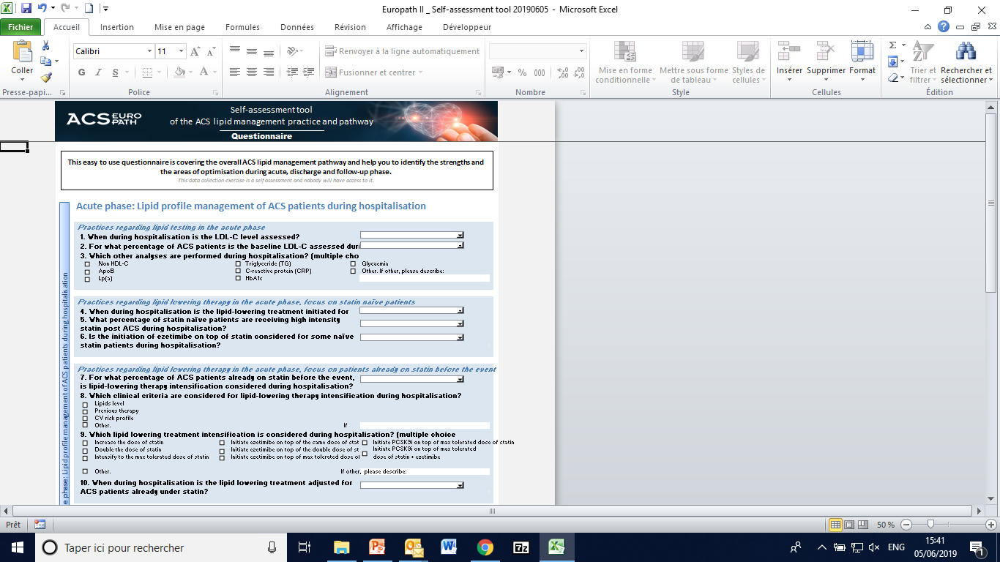 Europath II _ Self-assessment tool 20190605 - Microsoft Excel
Fichier Accueil Insertion Mise en page Formules Données Révision Affichage Développeur
Calibri 11 Renvoyer à la ligne automatiquement
Coller G I S Fusionner et centrer % 000 Mise en forme conditionnelle Mettre sous forme de tableau Styles de cellules Insérer Supprimer Format Trier et filtrer Rechercher et sélectionner
Presse-papi... Police Alignement Nombre Style Cellules Édition
ACS EURO PATH
Self-assessment tool
of the ACS lipid management practice and pathway
Questionnaire
This easy to use questionnaire is covering the overall ACS lipid management pathway and help you to identify the strengths and
the areas of optimisation during acute, discharge and follow-up phase.
This data collection exercise is a self assessment and nobody will have access to it.
e phase: Lipid profile management of ACS patients during hospitalisation
Acute phase: Lipid profile management of ACS patients during hospitalisation
Practices regarding lipid testing in the acute phase
1. When during hospitalisation is the LDL-C level assessed?
2. For what percentage of ACS patients is the baseline LDL-C assessed duri
3. Which other analyses are performed during hospitalisation? (multiple cho
Non HDL-C Triglyceride (TG) Glycaemia
ApoB C-reactive protein (CRP) Other. If other, please describe:
Lp(a) HbA1c
Practices regarding lipid lowering therapy in the acute phase, focus on statin naïve patients
4. When during hospitalisation is the lipid-lowering treatment initiated for
5. What percentage of statin naïve patients are receiving high intensity
statin post ACS during hospitalisation?
6. Is the initiation of ezetimibe on top of statin considered for some naïve
statin patients during hospitalisation?
Practices regarding lipid lowering therapy in the acute phase, focus on patients already on statin before the event
7. For what percentage of ACS patients already on statin before the event,
is lipid-lowering therapy intensification considered during hospitalisation?
8. Which clinical criteria are considered for lipid-lowering therapy intensification during hospitalisation?
Lipids level
Previous therapy
CV risk profile
Other. If
9. Which lipid lowering treatment intensification is considered during hospitalisation? (multiple choice
Increase the dose of statin Initiate ezetimibe on top of the same dose of stat Initiate PCSK9i on top of max tolerated dose of statin
Double the dose of statin Initiate ezetimibe on top of the double dose of st Initiate PCSK9i on top of max tolerated
Intensify to the max tolerated dose of statin Initiate ezetimibe on top of max tolerated dose of dose of statin + ezetimibe
Other. If other, please describe:
10. When during hospitalisation is the lipid lowering treatment adjusted for
ACS patients already under statin?
Prêt 50 %
Taper ici pour rechercher ENG 15:41
05/06/2019 1